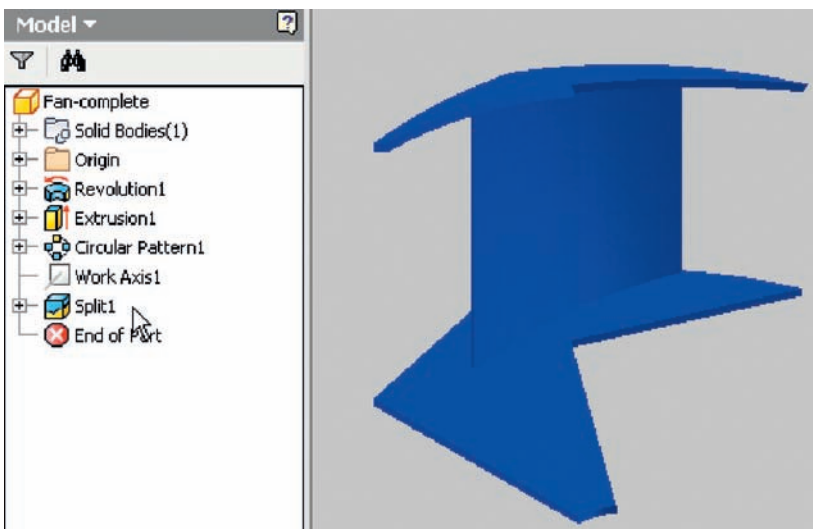 Model
Fan-complete
Solid Bodies(1)
Origin
Revolution1
Extrusion1
Circular Pattern1
Work Axis1
Split1
End of Part